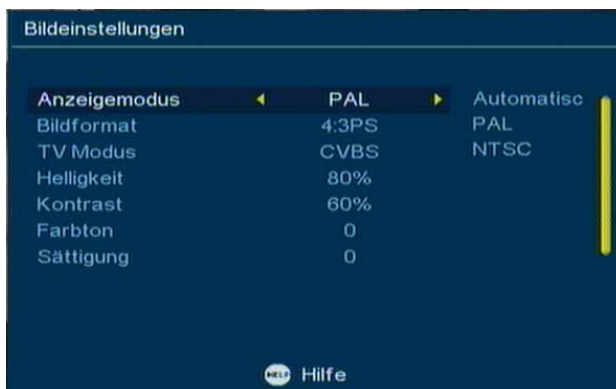 Bildeinstellungen
Anzeigemodus PAL Automatisc
Bildformat 4:3PS PAL
TV Modus CVBS NTSC
Helligkeit 80%
Kontrast 60%
Farbton 0
Sättigung 0
HELP Hilfe